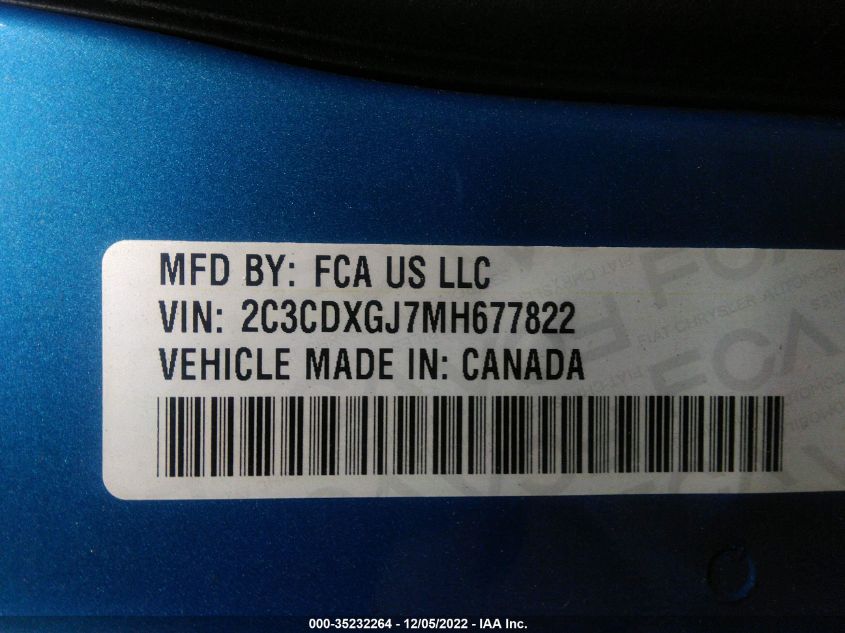 MFD BY: FCA US LLC
VIN: 2C3CDXGJ7MH677822
VEHICLE MADE IN: CANADA
000-35232264 - 12/05/2022 - IAA Inc.